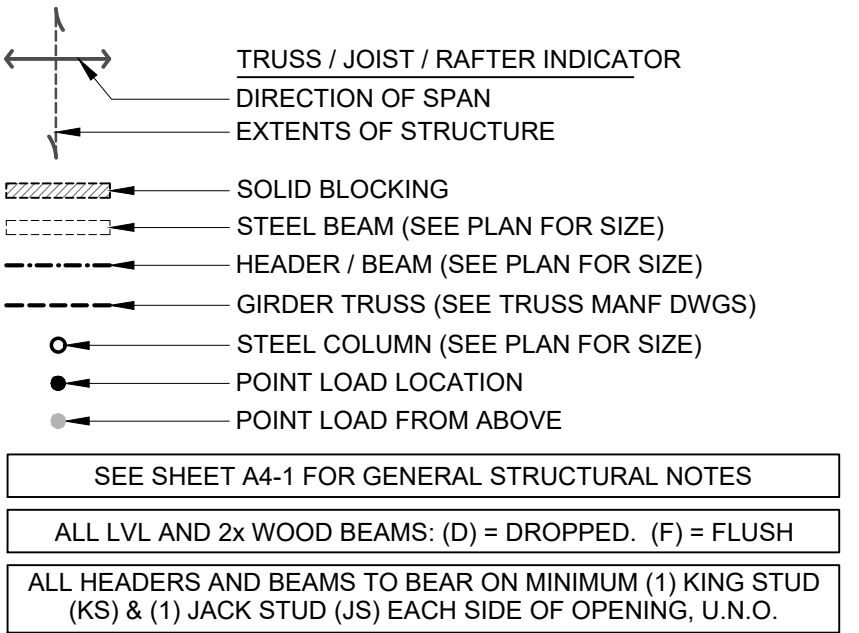 TRUSS / JOIST / RAFTER INDICATOR
DIRECTION OF SPAN
EXTENTS OF STRUCTURE
SOLID BLOCKING
STEEL BEAM (SEE PLAN FOR SIZE)
HEADER / BEAM (SEE PLAN FOR SIZE)
GIRDER TRUSS (SEE TRUSS MANF DWGS)
STEEL COLUMN (SEE PLAN FOR SIZE)
POINT LOAD LOCATION
POINT LOAD FROM ABOVE
SEE SHEET A4-1 FOR GENERAL STRUCTURAL NOTES
ALL LVL AND 2x WOOD BEAMS: (D) = DROPPED. (F) = FLUSH
ALL HEADERS AND BEAMS TO BEAR ON MINIMUM (1) KING STUD
(KS) & (1) JACK STUD (JS) EACH SIDE OF OPENING, U.N.O.